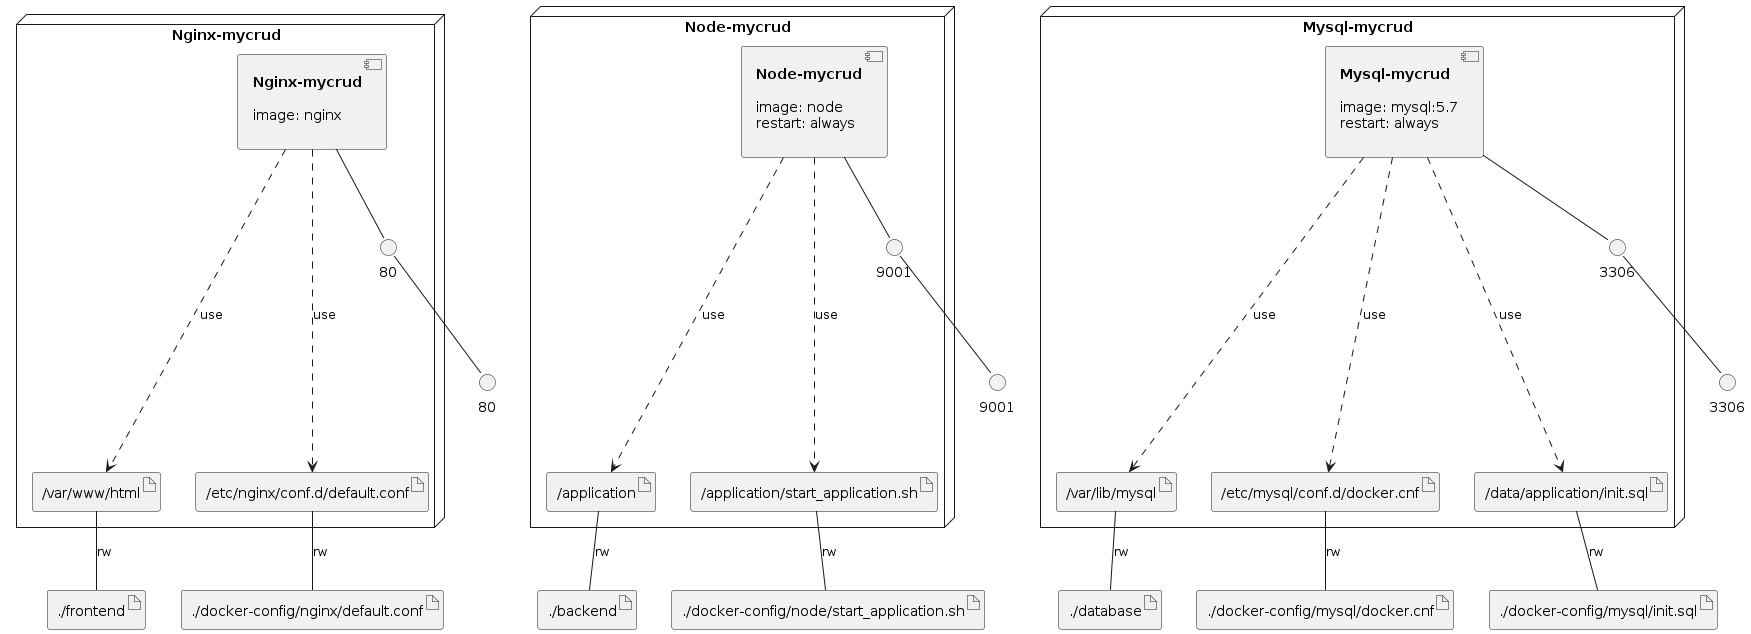 Nginx-mycrud
Nginx-mycrud
image: nginx
80
use
use
80
/var/www/html
/etc/nginx/conf.d/default.conf
rw
rw
./frontend
./docker-config/nginx/default.conf
Node-mycrud
Node-mycrud
image: node
restart: always
9001
use
use
9001
/application
/application/start_application.sh
rw
rw
./backend
./docker-config/node/start_application.sh
Mysql-mycrud
Mysql-mycrud
image: mysql:5.7
restart: always
3306
use
use
use
3306
/var/lib/mysql
/etc/mysql/conf.d/docker.cnf
/data/application/init.sql
rw
rw
rw
./database
./docker-config/mysql/docker.cnf
./docker-config/mysql/init.sql